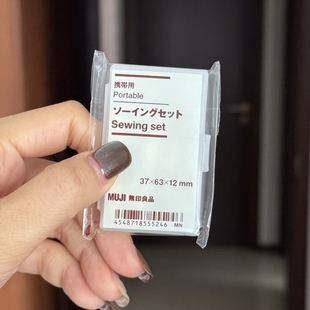 携帯用
Portable
ソーイングセット
Sewing set
37×63×12 mm
MUJI 無印良品
4548718555246 MN